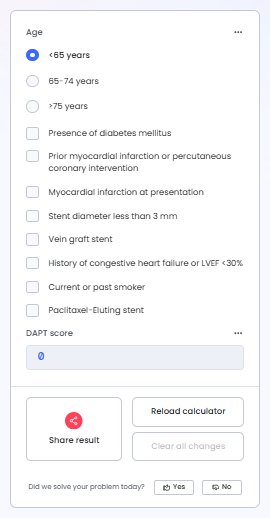 Age
<65 years
65-74 years
>75 years
Presence of diabetes mellitus
Prior myocardial infarction or percutaneous
coronary intervention
Myocardial infarction at presentation
Stent diameter less than 3 mm
Vein graft stent
History of congestive heart failure or LVEF <30%
Current or past smoker
Paclitaxel-Eluting stent
DAPT score
0
Share result
Reload calculator
Clear all changes
Did we solve your problem today?
Yes
No